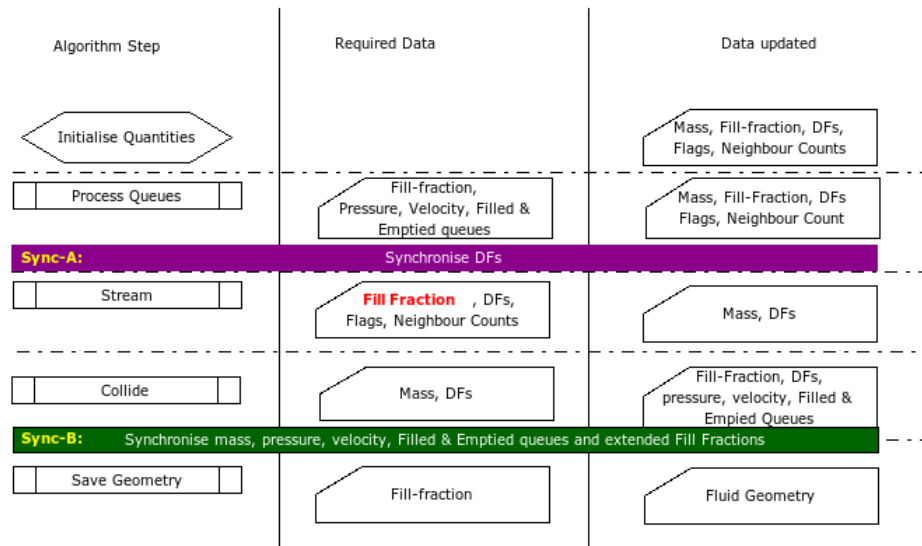 Algorithm Step
Required Data
Data updated
Initialise Quantities
Mass, Fill-fraction, DFs,
Flags, Neighbour Counts
Process Queues
Fill-fraction,
Pressure, Velocity, Filled &
Emptied queues
Mass, Fill-Fraction, DFs
Flags, Neighbour Count
Sync-A: Synchronise DFs
Stream
Fill Fraction , DFs,
Flags, Neighbour Counts
Mass, DFs
Collide
Mass, DFs
Fill-Fraction, DFs,
pressure, velocity, Filled &
Empied Queues
Sync-B: Synchronise mass, pressure, velocity, Filled & Emptied queues and extended Fill Fractions
Save Geometry
Fill-fraction
Fluid Geometry